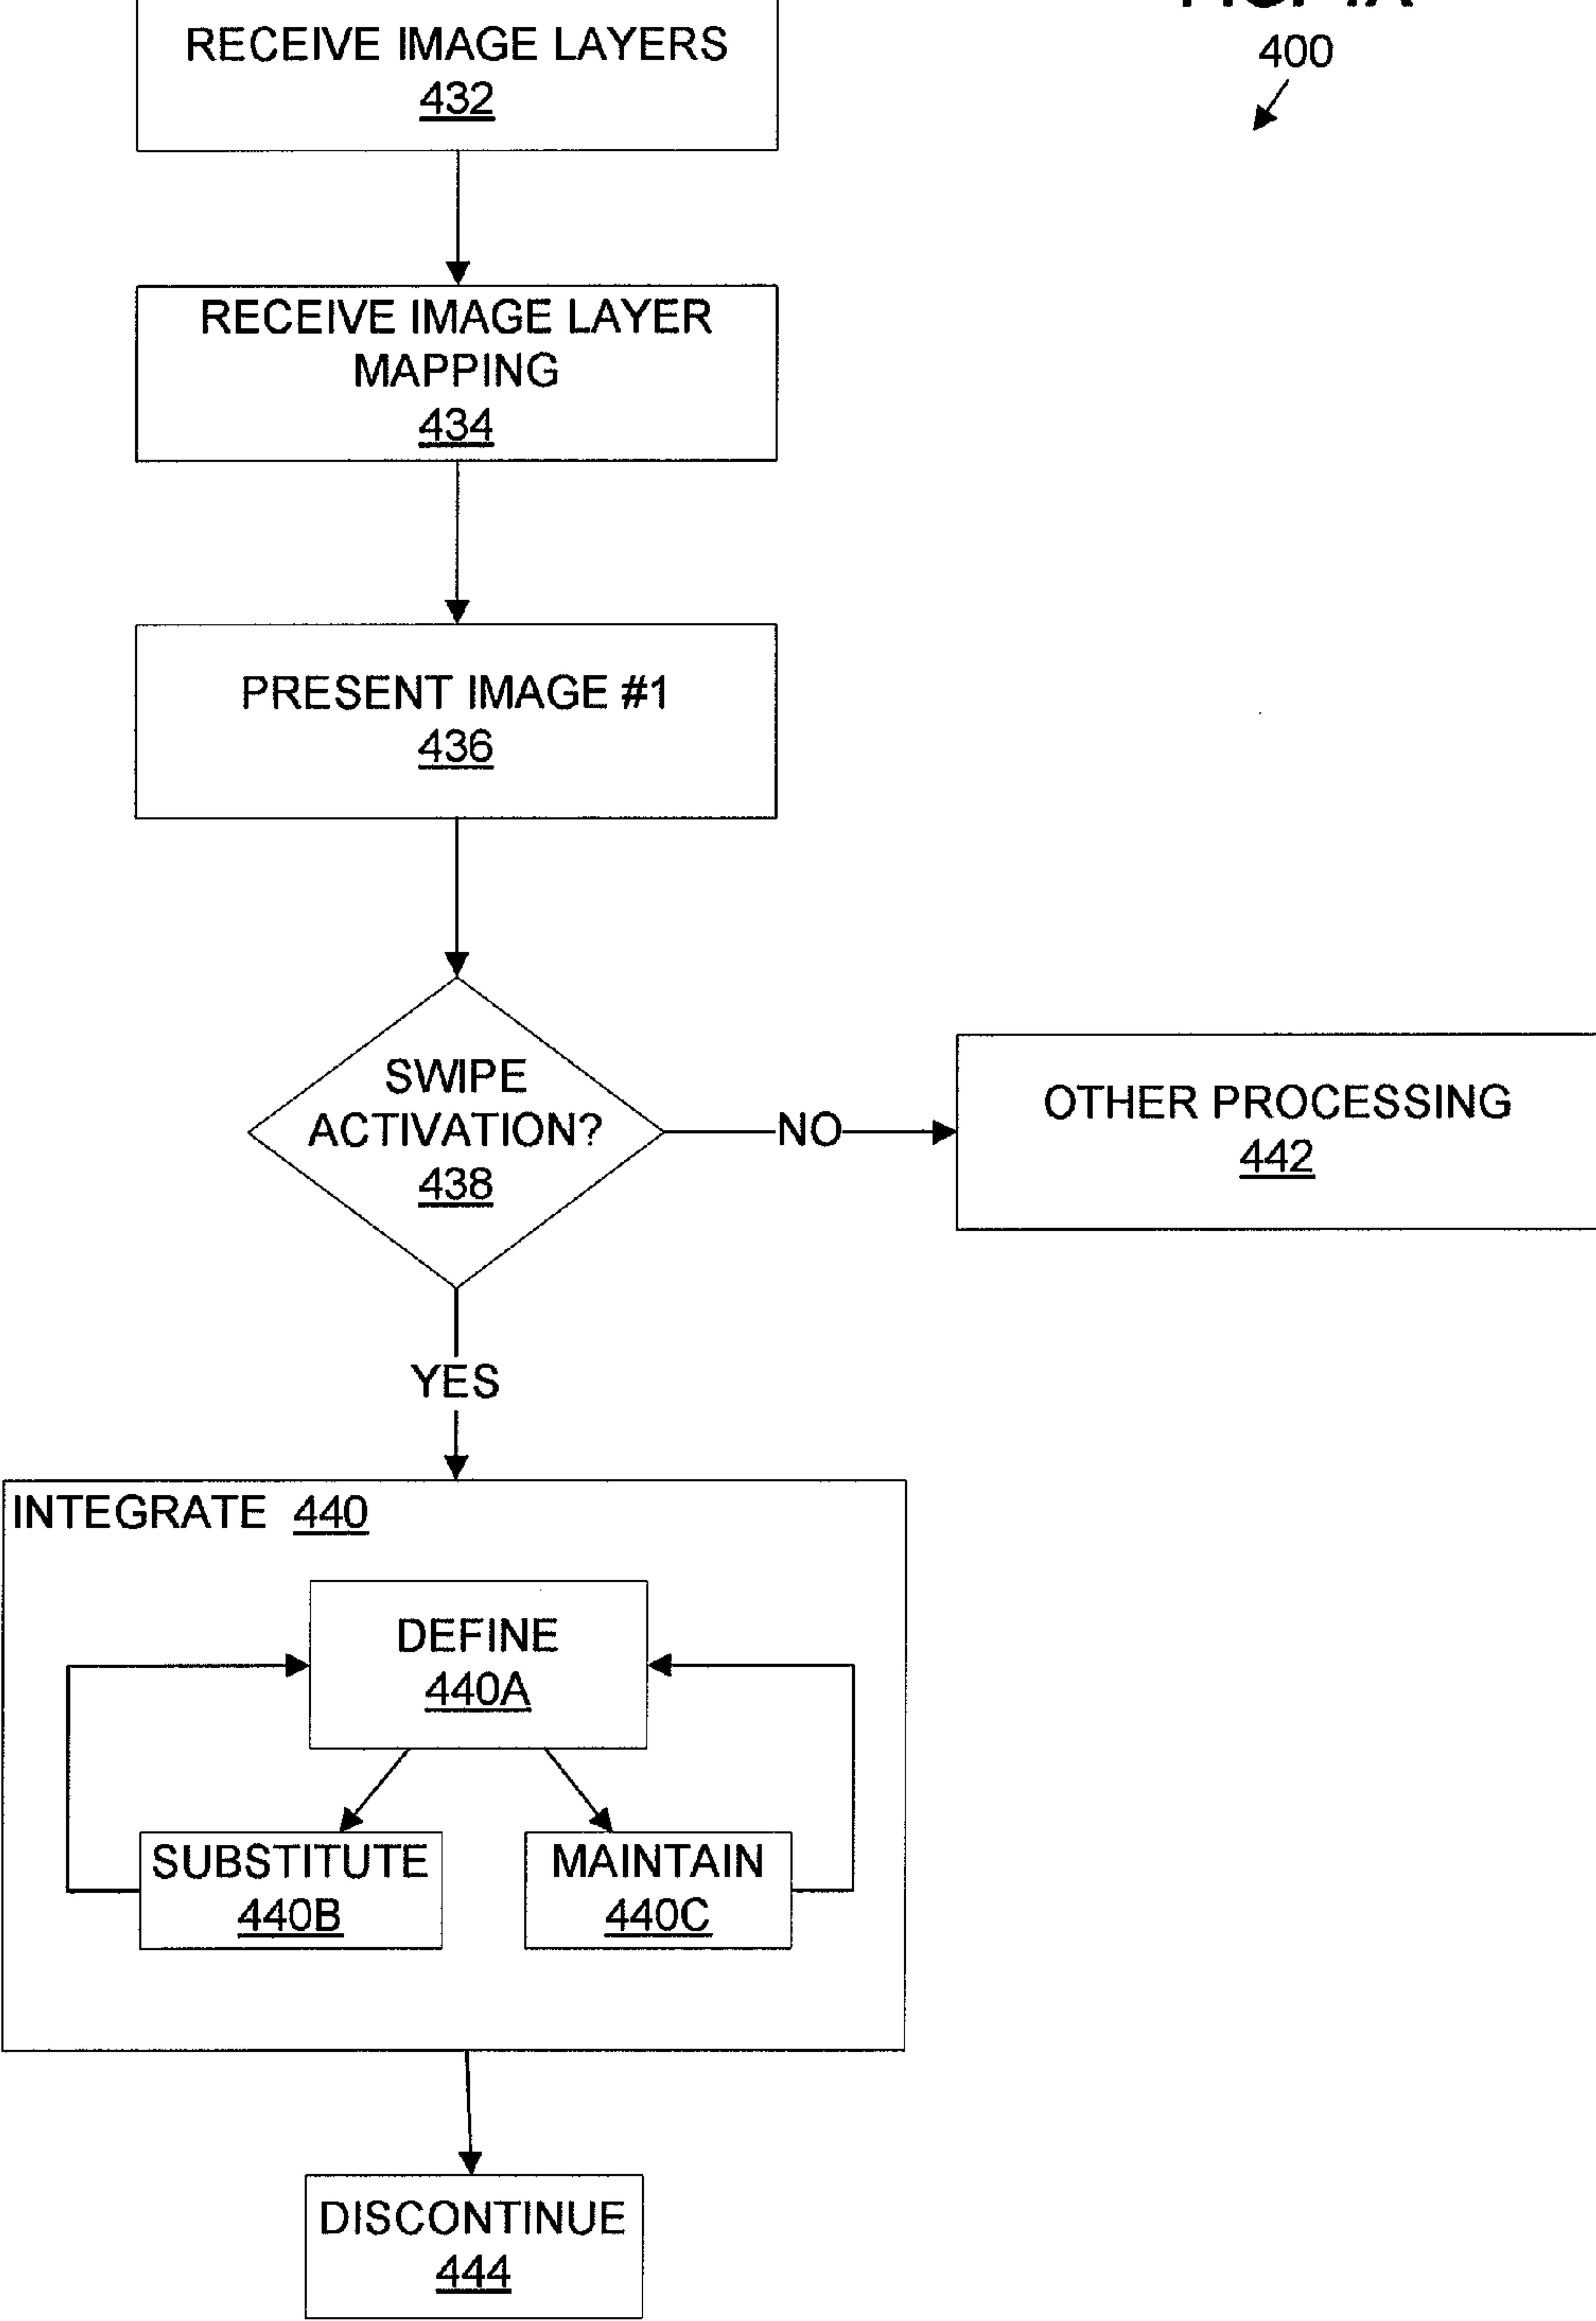 RECEIVE IMAGE LAYERS
432
400
RECEIVE IMAGE LAYER
MAPPING
434
PRESENT IMAGE #1
436
SWIPE
ACTIVATION?
438
NO
OTHER PROCESSING
442
YES
INTEGRATE 440
DEFINE
440A
SUBSTITUTE
440B
MAINTAIN
440C
DISCONTINUE
444